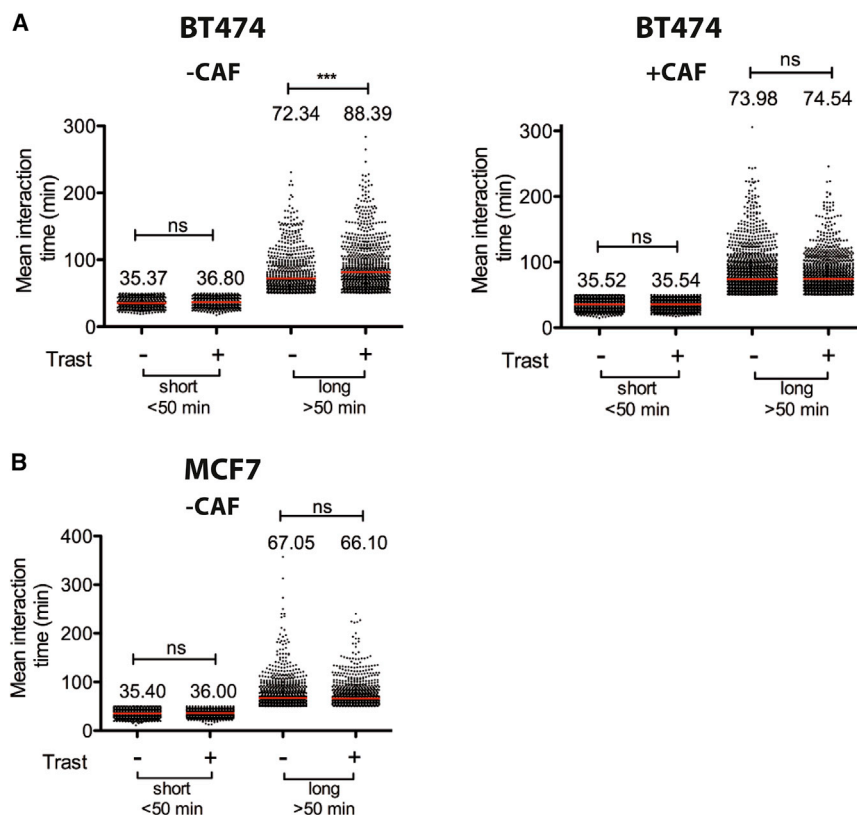 A
BT474
-CAF
***
72.34 88.39
300
200
100
0
Mean interaction
time (min)
ns
35.37 36.80
Trast - + - +
short
<50 min
long
>50 min
BT474
+CAF
ns
73.98 74.54
300
200
100
0
Mean interaction
time (min)
ns
35.52 35.54
Trast - + - +
short
<50 min
long
>50 min
B
MCF7
-CAF
ns
67.05 66.10
400
300
200
100
0
Mean interaction
time (min)
ns
35.40 36.00
Trast - + - +
short
<50 min
long
>50 min